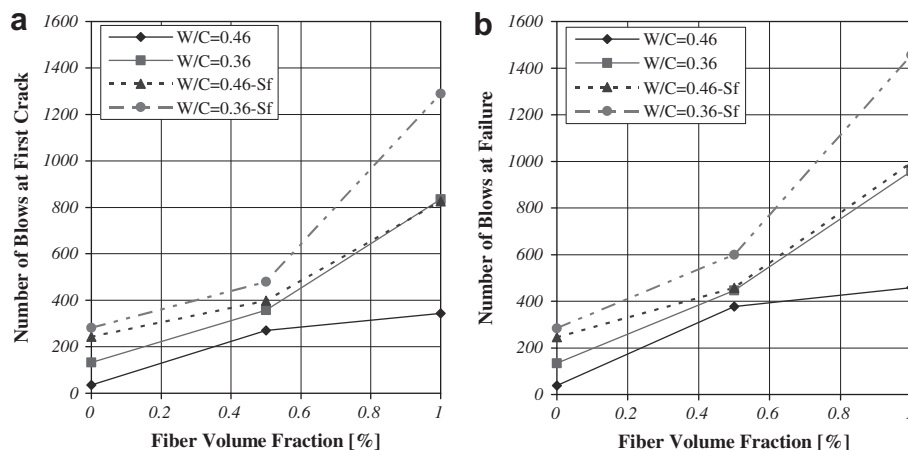 a
1600
1400
1200
1000
800
600
400
200
0
0
0.2
0.4
0.6
0.8
1
Number of Blows at First Crack
Fiber Volume Fraction [%]
W/C=0.46
W/C=0.36
W/C=0.46-Sf
W/C=0.36-Sf
b
1600
1400
1200
1000
800
600
400
200
0
0
0.2
0.4
0.6
0.8
1
Number of Blows at Failure
Fiber Volume Fraction [%]
W/C=0.46
W/C=0.36
W/C=0.46-Sf
W/C=0.36-Sf